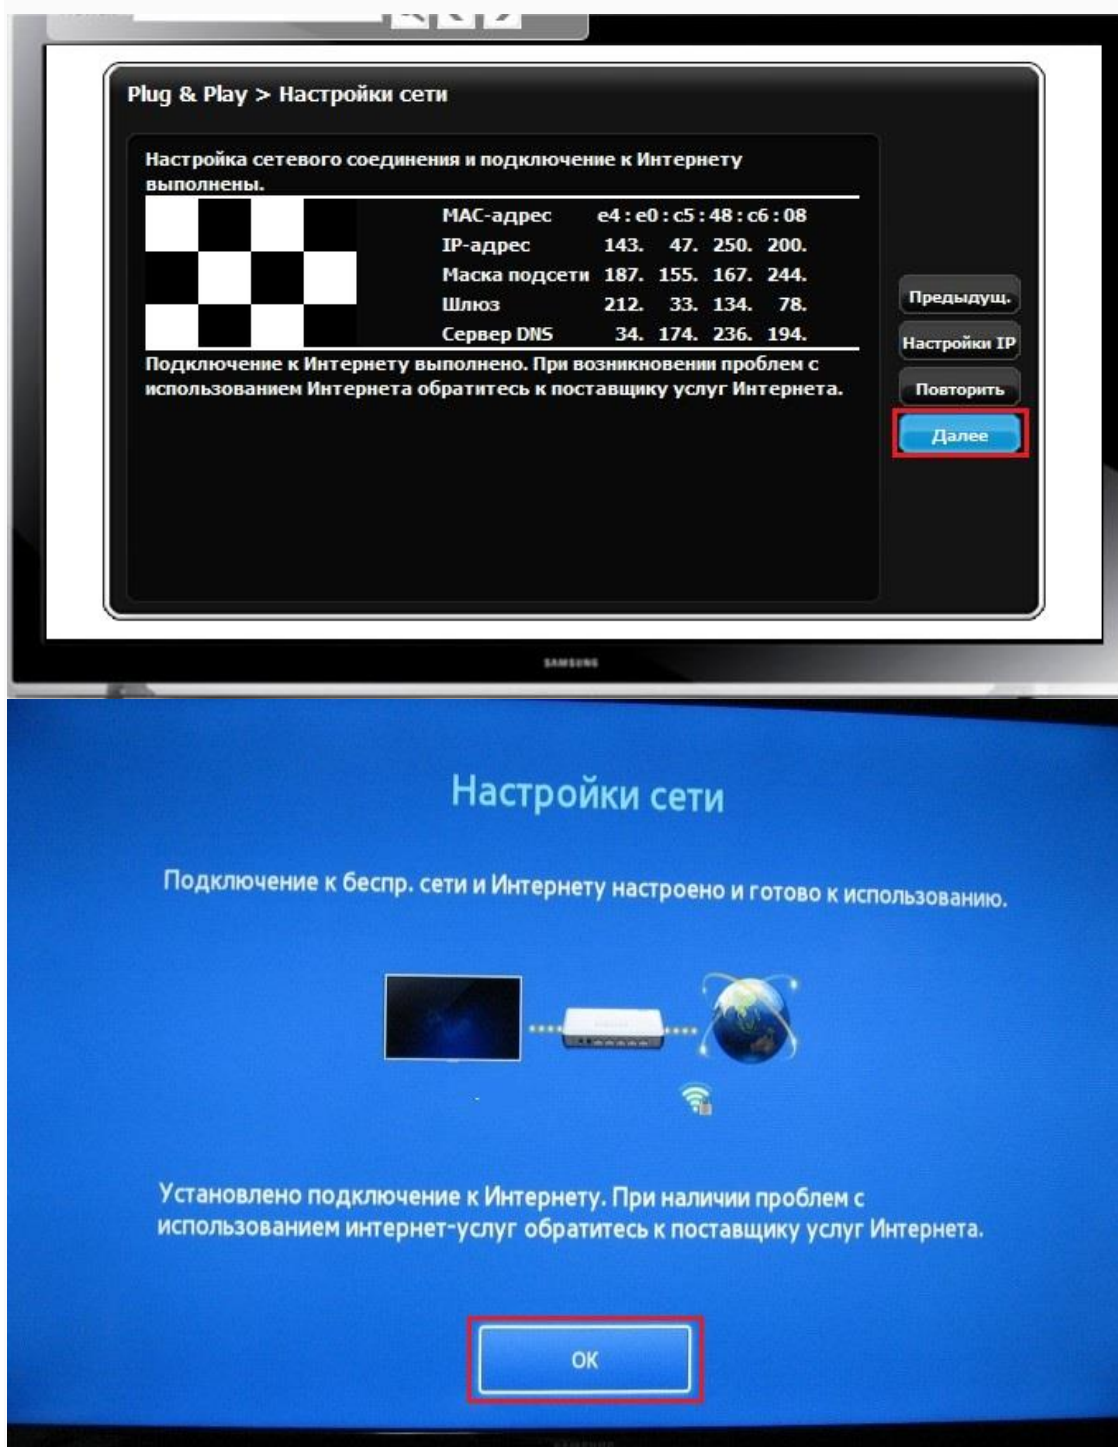 Plug & Play > Настройки сети
Настройка сетевого соединения и подключение к Интернету
выполнены.
MAC-адрес e4 : e0 : c5 : 48 : c6 : 08
IP-адрес 143. 47. 250. 200.
Маска подсети 187. 155. 167. 244.
Шлюз 212. 33. 134. 78.
Сервер DNS 34. 174. 236. 194.
Подключение к Интернету выполнено. При возникновении проблем с
использованием Интернета обратитесь к поставщику услуг Интернета.
Предыдущ.
Настройки IP
Повторить
Далее
SAMSUNG
Настройки сети
Подключение к беспр. сети и Интернету настроено и готово к использованию.
Установлено подключение к Интернету. При наличии проблем с
использованием интернет-услуг обратитесь к поставщику услуг Интернета.
OK